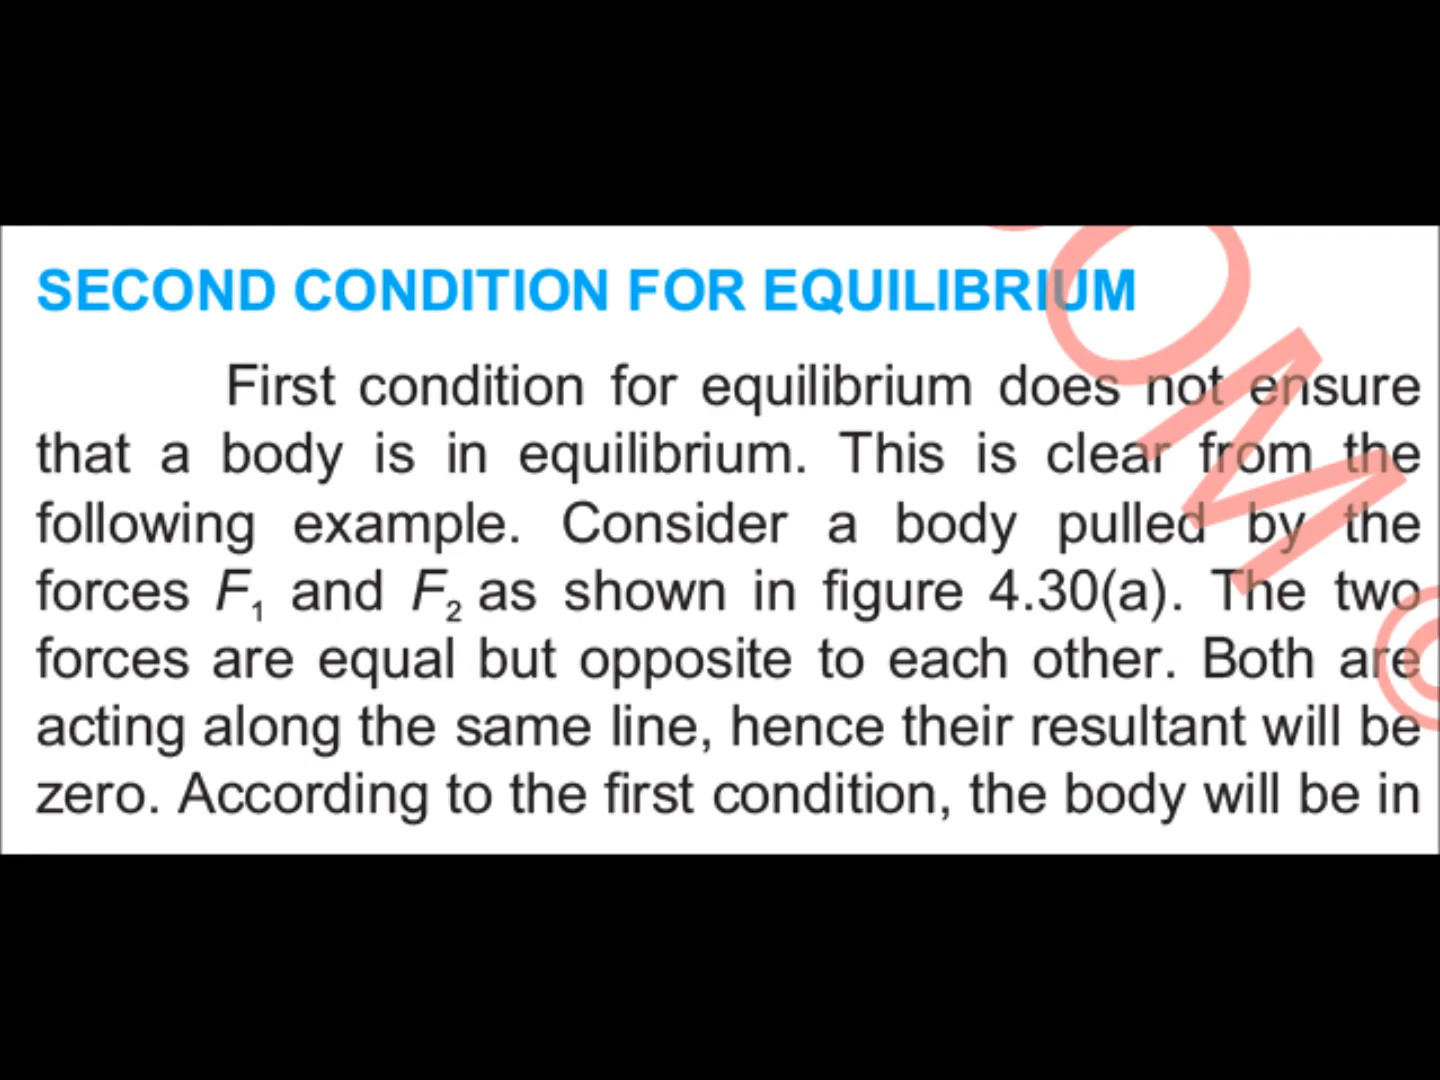 SECOND CONDITION FOR EQUILIBRIUM
First condition for equilibrium does not ensure
that a body is in equilibrium. This is clear from the
following example. Consider a body pulled by the
forces F₁ and F₂ as shown in figure 4.30(a). The two
forces are equal but opposite to each other. Both are
acting along the same line, hence their resultant will be
zero. According to the first condition, the body will be in
OM ©